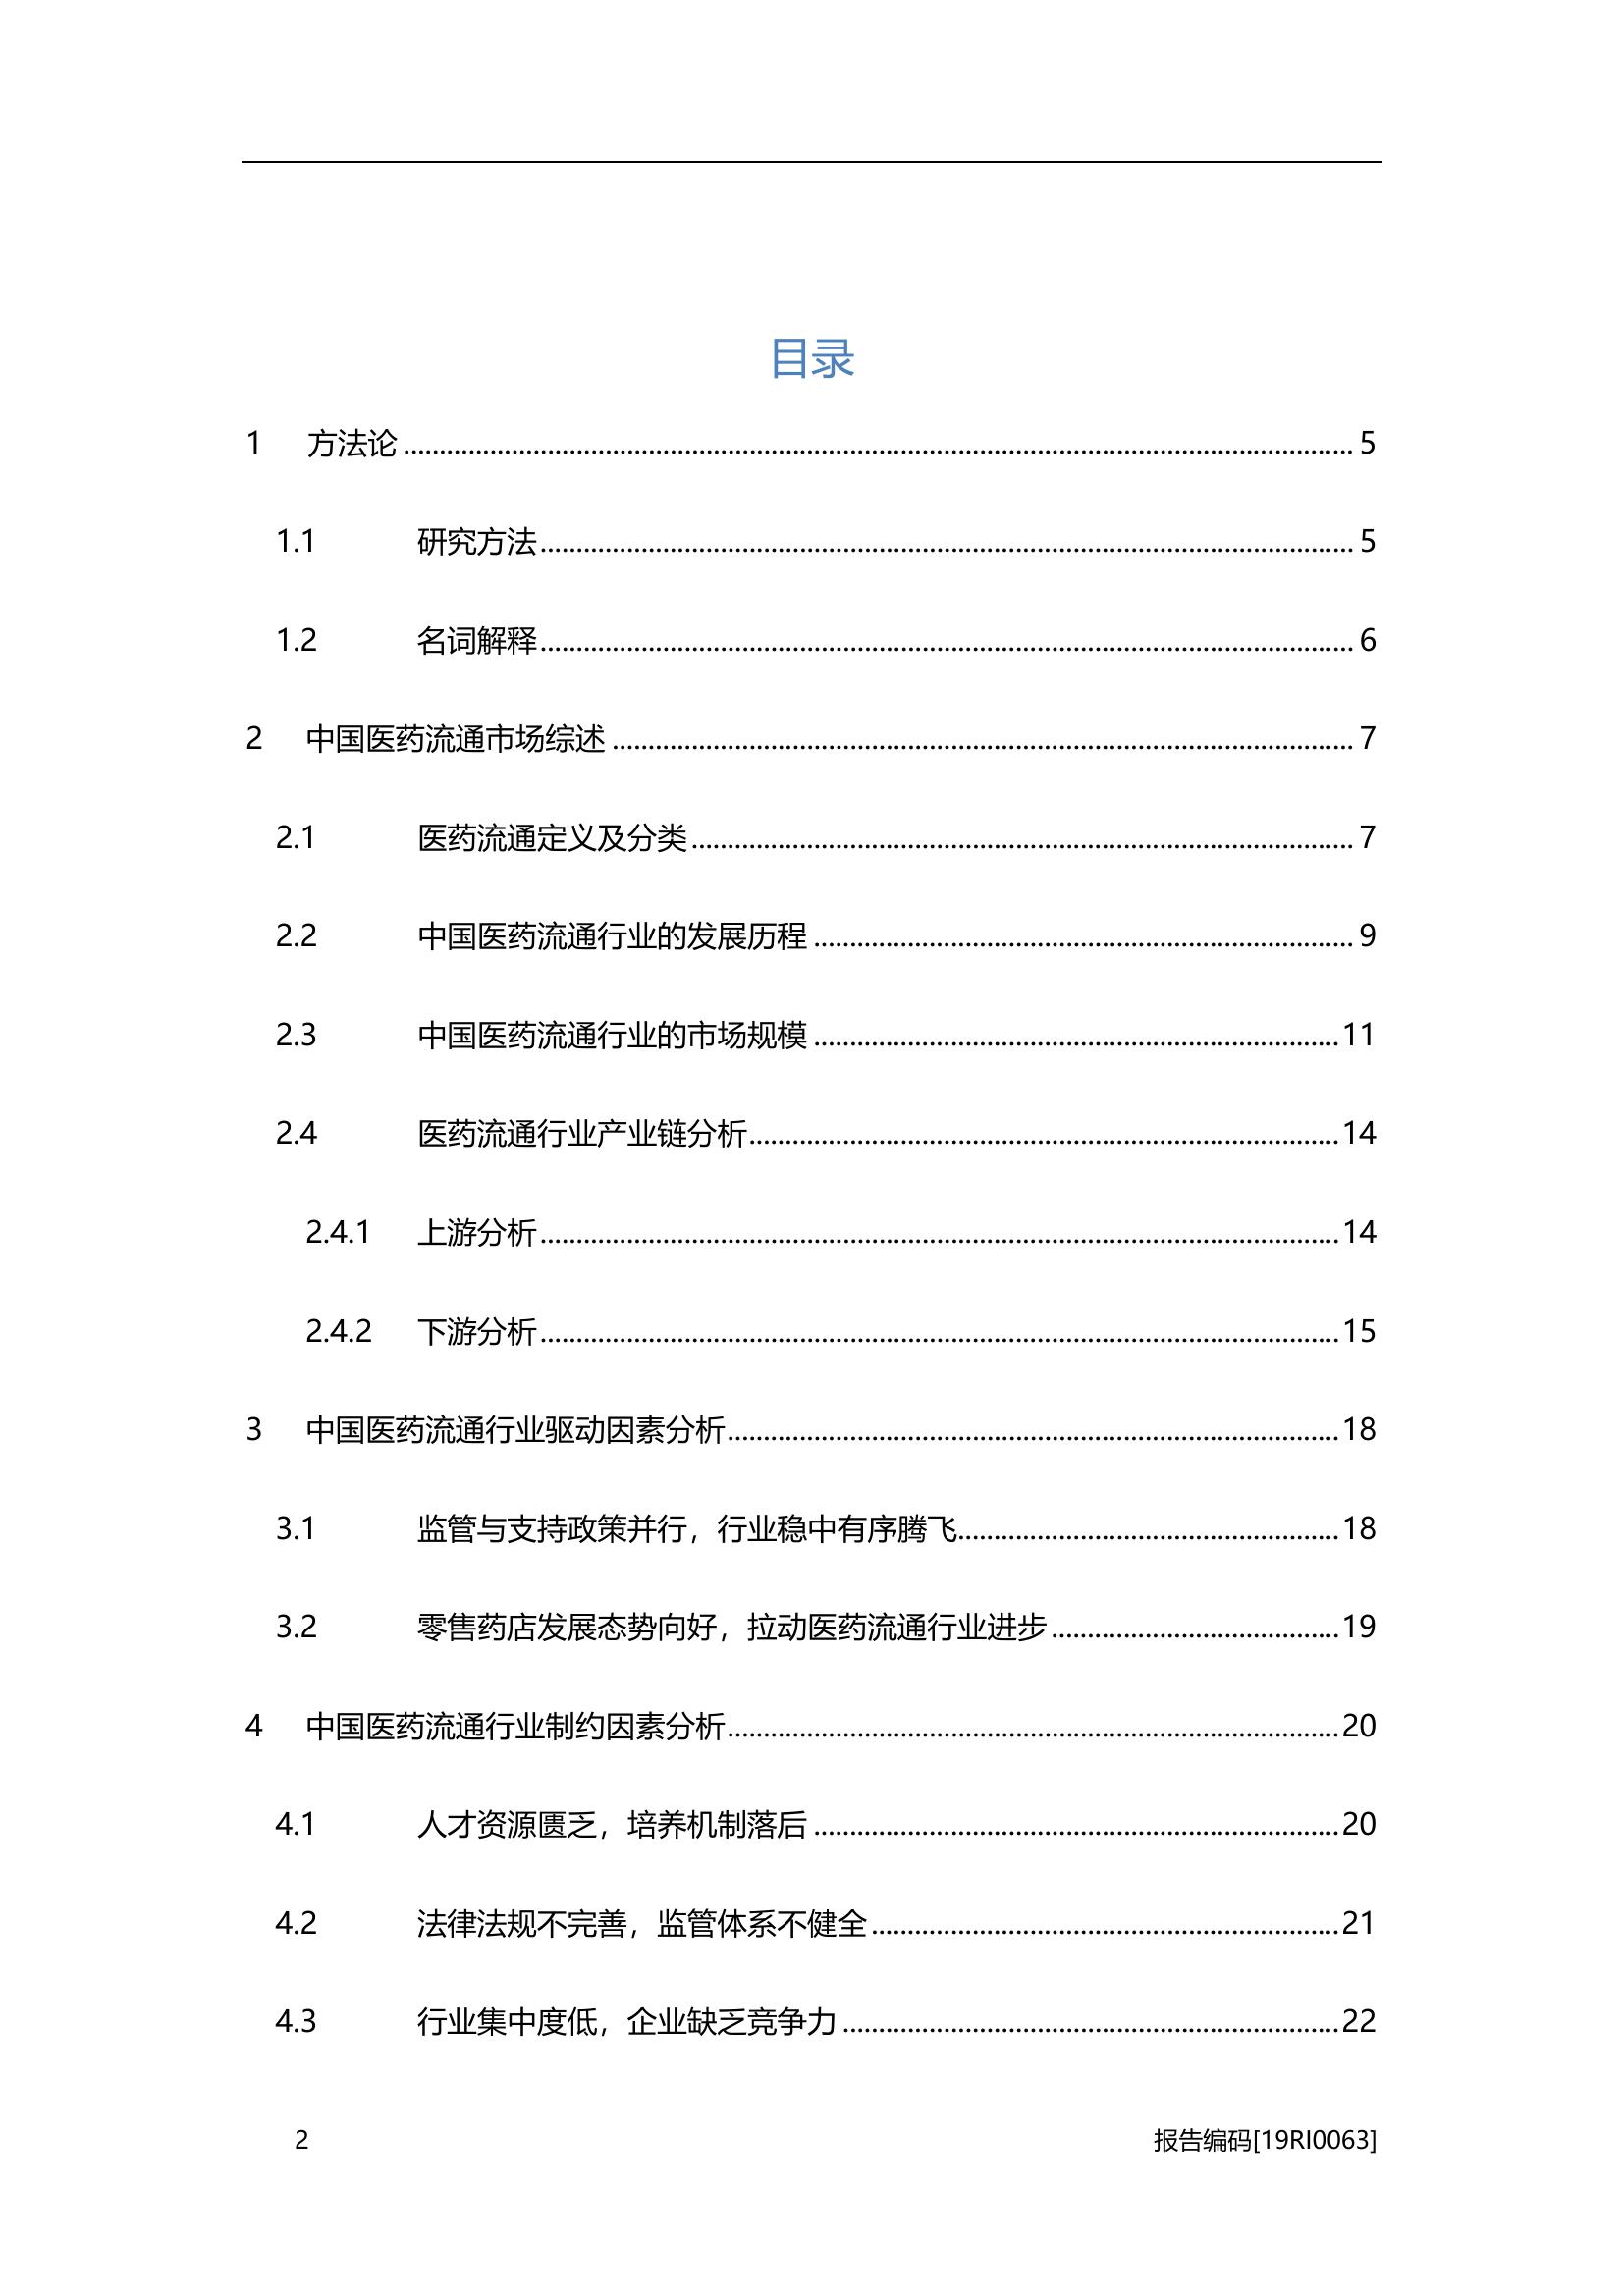 目录
1 方法论 ........................................ 5
1.1 研究方法 ........................................ 5
1.2 名词解释 ........................................ 6
2 中国医药流通市场综述 ........................................ 7
2.1 医药流通定义及分类 ........................................ 7
2.2 中国医药流通行业的发展历程 ........................................ 9
2.3 中国医药流通行业的市场规模 ........................................ 11
2.4 医药流通行业产业链分析 ........................................ 14
2.4.1 上游分析 ........................................ 14
2.4.2 下游分析 ........................................ 15
3 中国医药流通行业驱动因素分析 ........................................ 18
3.1 监管与支持政策并行，行业稳中有序腾飞 ........................................ 18
3.2 零售药店发展态势向好，拉动医药流通行业进步 ........................................ 19
4 中国医药流通行业制约因素分析 ........................................ 20
4.1 人才资源匮乏，培养机制落后 ........................................ 20
4.2 法律法规不完善，监管体系不健全 ........................................ 21
4.3 行业集中度低，企业缺乏竞争力 ........................................ 22
2 报告编码[19RI0063]